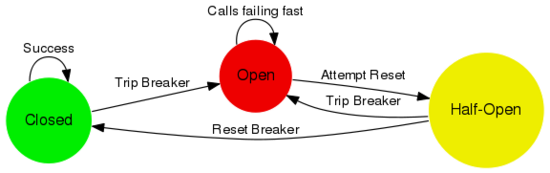 Calls failing fast
Success
Open
Attempt Reset
Trip Breaker
Trip Breaker
Half-Open
Closed
Reset Breaker